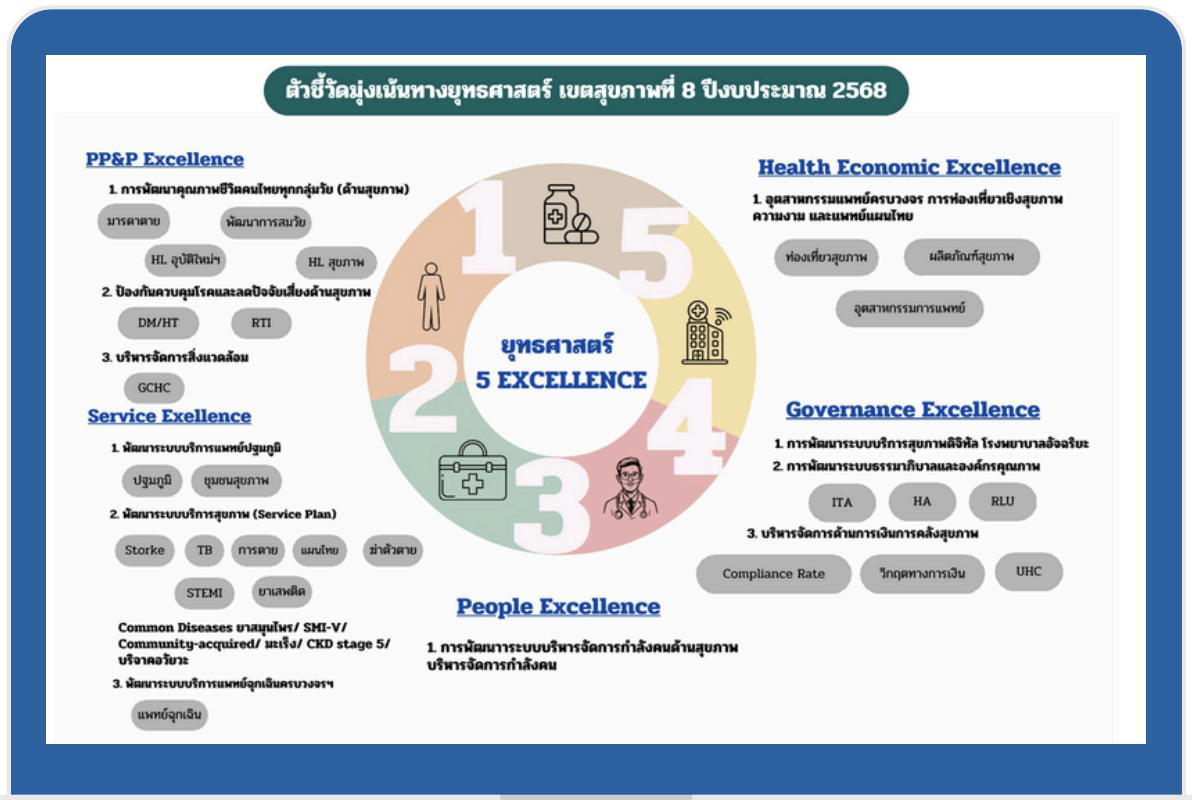 ตัวชี้วัดมุ่งเน้นทางยุทธศาสตร์ เขตสุขภาพที่ 8 ปีงบประมาณ 2568
PP&P Excellence
1. การพัฒนาคุณภาพชีวิตคนไทยทุกกลุ่มวัย (ด้านสุขภาพ)
มารดาตาย
พัฒนาการสมวัย
HL อุบัติใหม่ฯ
HL สุขภาพ
2. ป้องกันควบคุมโรคและลดปัจจัยเสี่ยงด้านสุขภาพ
DM/HT
RTI
3. บริหารจัดการสิ่งแวดล้อม
GCHC
Service Exellence
1. พัฒนาระบบบริการแพทย์ปฐมภูมิ
ปฐมภูมิ
ชุมชนสุขภาพ
2. พัฒนาระบบบริการสุขภาพ (Service Plan)
Storke
TB
การตาย
แผนไทย
ฆ่าตัวตาย
STEMI
ยาเสพติด
Common Diseases ยาสมุนไพร/ SMI-V/
Community-acquired/ มะเร็ง/ CKD stage 5/
บริจาคอวัยวะ
3. พัฒนาระบบบริการแพทย์ฉุกเฉินครบวงจรฯ
แพทย์ฉุกเฉิน
1
5
2
4
3
ยุทธศาสตร์
5 EXCELLENCE
People Excellence
1. การพัฒนาาระบบบริหารจัดการกำลังคนด้านสุขภาพ
บริหารจัดการกำลังคน
Health Economic Excellence
1. อุตสาหกรรมแพทย์ครบวงจร การท่องเที่ยวเชิงสุขภาพ
ความงาม และแพทย์แผนไทย
ท่องเที่ยวสุขภาพ
ผลิตภัณฑ์สุขภาพ
อุตสาหกรรมการแพทย์
Governance Excellence
1. การพัฒนาระบบบริการสุขภาพดิจิทัล โรงพยาบาลอัจฉริยะ
2. การพัฒนาระบบธรรมาภิบาลและองค์กรคุณภาพ
ITA
HA
RLU
3. บริหารจัดการด้านการเงินการคลังสุขภาพ
Compliance Rate
วิกฤตทางการเงิน
UHC